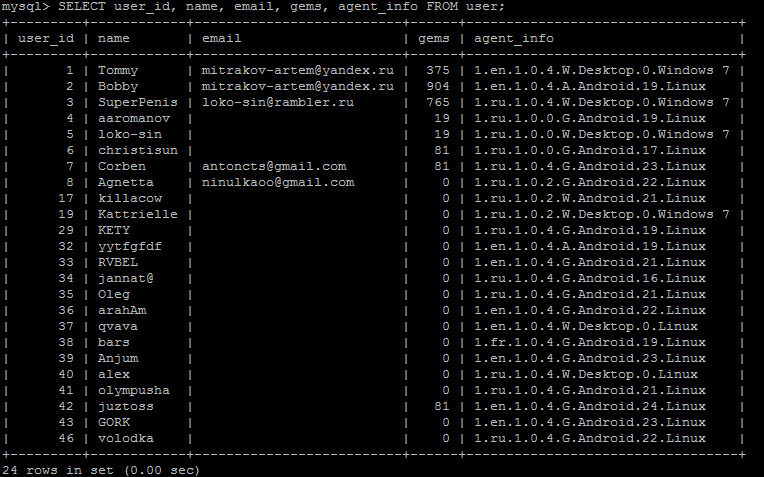 mysql> SELECT user_id, name, email, gems, agent_info FROM user;
+---------+------------+--------------------------+------+----------------------------------+
| user_id | name       | email                    | gems | agent_info                       |
+---------+------------+--------------------------+------+----------------------------------+
|       1 | Tommy      | mitrakov-artem@yandex.ru |  375 | 1.en.1.0.4.W.Desktop.0.Windows 7 |
|       2 | Bobby      | mitrakov-artem@yandex.ru |  904 | 1.en.1.0.4.A.Android.19.Linux    |
|       3 | SuperPenis | loko-sin@rambler.ru      |  765 | 1.ru.1.0.4.W.Desktop.0.Windows 7 |
|       4 | aaromanov  |                          |   19 | 1.ru.1.0.0.G.Android.19.Linux    |
|       5 | loko-sin   |                          |   19 | 1.ru.1.0.0.W.Desktop.0.Windows 7 |
|       6 | christisun |                          |   81 | 1.ru.1.0.0.G.Android.17.Linux    |
|       7 | Corben     | antoncts@gmail.com       |   81 | 1.ru.1.0.4.G.Android.23.Linux    |
|       8 | Agnetta    | ninulkaoo@gmail.com      |    0 | 1.ru.1.0.2.G.Android.22.Linux    |
|      17 | killacow   |                          |    0 | 1.ru.1.0.2.W.Android.21.Linux    |
|      19 | Kattrielle |                          |    0 | 1.ru.1.0.2.W.Desktop.0.Windows 7 |
|      29 | KETY       |                          |    0 | 1.ru.1.0.4.G.Android.19.Linux    |
|      32 | yytfgfdf   |                          |    0 | 1.en.1.0.4.A.Android.19.Linux    |
|      33 | RVBEL      |                          |    0 | 1.en.1.0.4.G.Android.21.Linux    |
|      34 | jannat@    |                          |    0 | 1.ru.1.0.4.G.Android.16.Linux    |
|      35 | Oleg       |                          |    0 | 1.ru.1.0.4.G.Android.21.Linux    |
|      36 | arahAm     |                          |    0 | 1.en.1.0.4.G.Android.22.Linux    |
|      37 | qvava      |                          |    0 | 1.en.1.0.4.W.Desktop.0.Linux     |
|      38 | bars       |                          |    0 | 1.fr.1.0.4.G.Android.19.Linux    |
|      39 | Anjum      |                          |    0 | 1.en.1.0.4.G.Android.23.Linux    |
|      40 | alex       |                          |    0 | 1.ru.1.0.4.W.Desktop.0.Linux     |
|      41 | olympusha  |                          |    0 | 1.ru.1.0.4.G.Android.21.Linux    |
|      42 | juztoss    |                          |   81 | 1.en.1.0.4.G.Android.24.Linux    |
|      43 | GORK       |                          |    0 | 1.en.1.0.4.G.Android.23.Linux    |
|      46 | volodka    |                          |    0 | 1.ru.1.0.4.G.Android.22.Linux    |
+---------+------------+--------------------------+------+----------------------------------+
24 rows in set (0.00 sec)